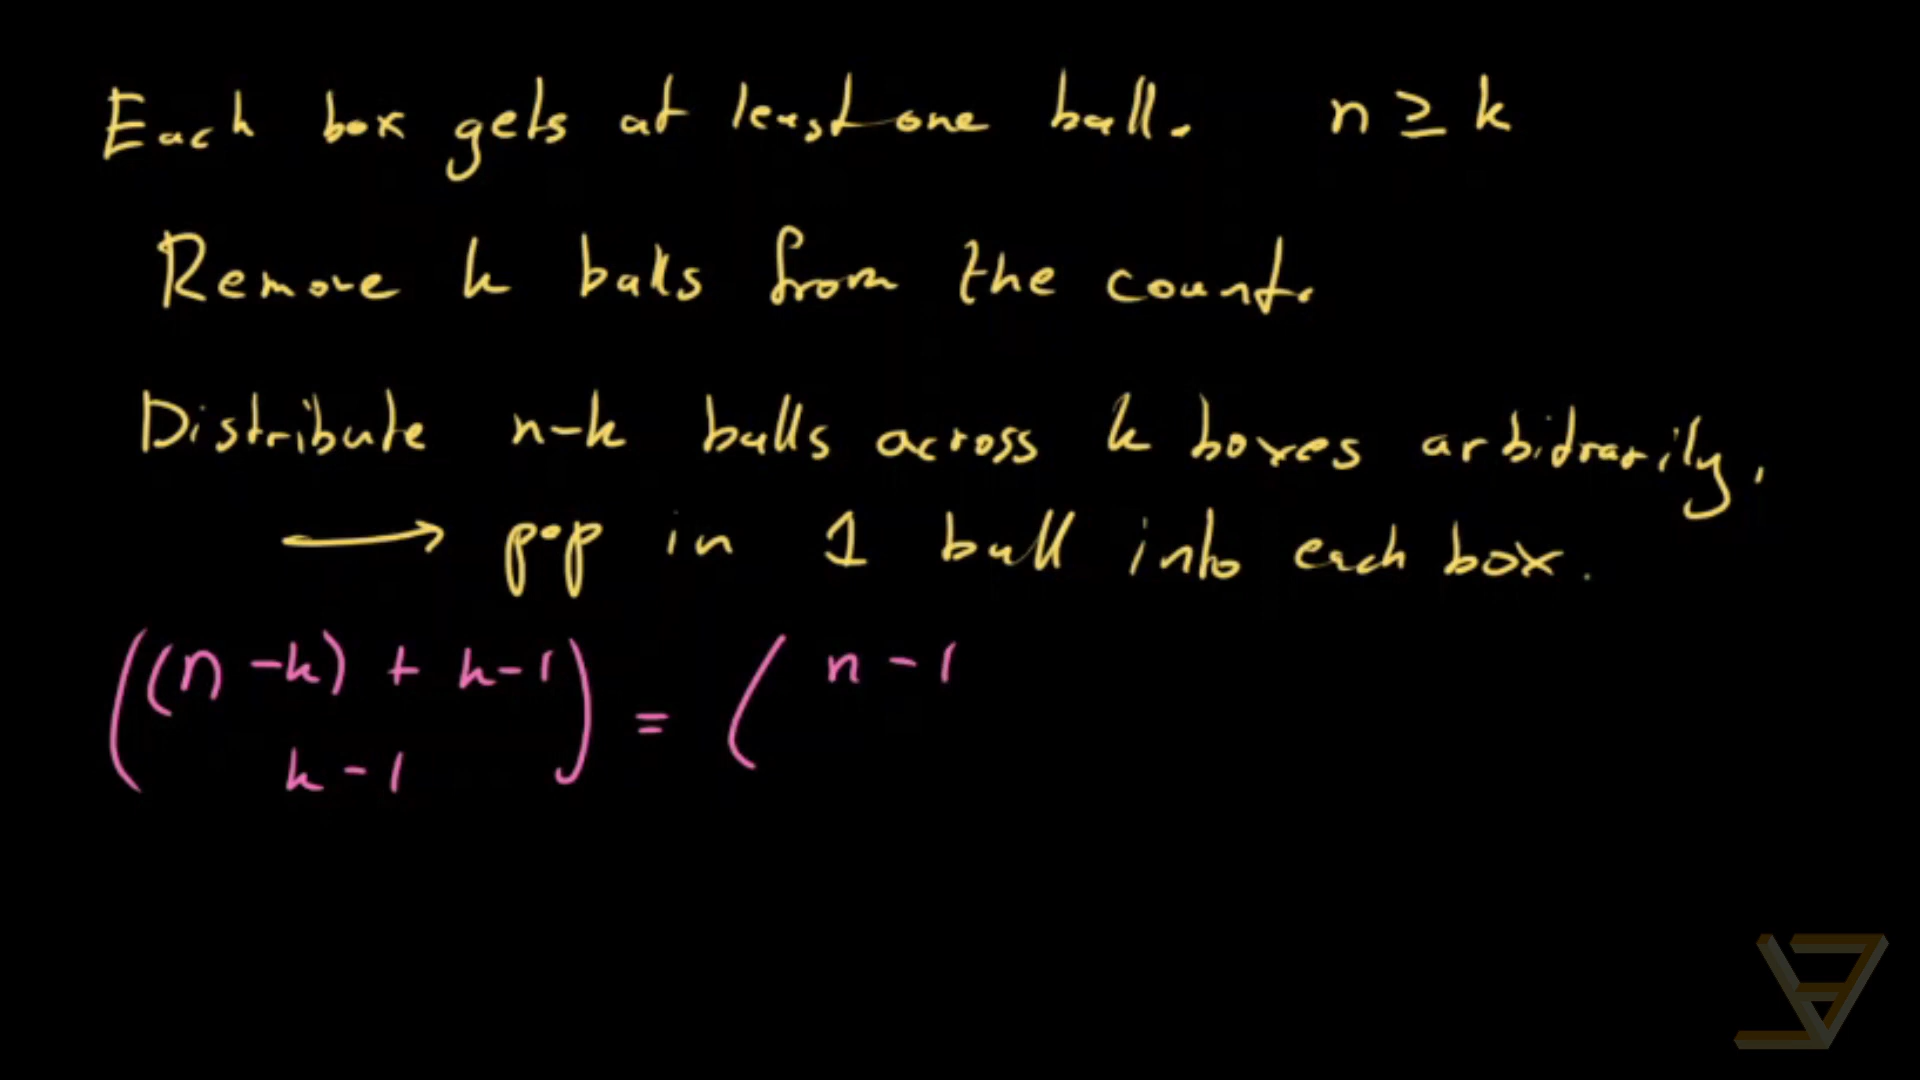 Each box gets at least one ball. n ≥ k
Remove k balls from the count.
Distribute n-k balls across k boxes arbitrarily.
→ pop in 1 ball into each box.
((n-k) + k-1) = ( n-1
k-1